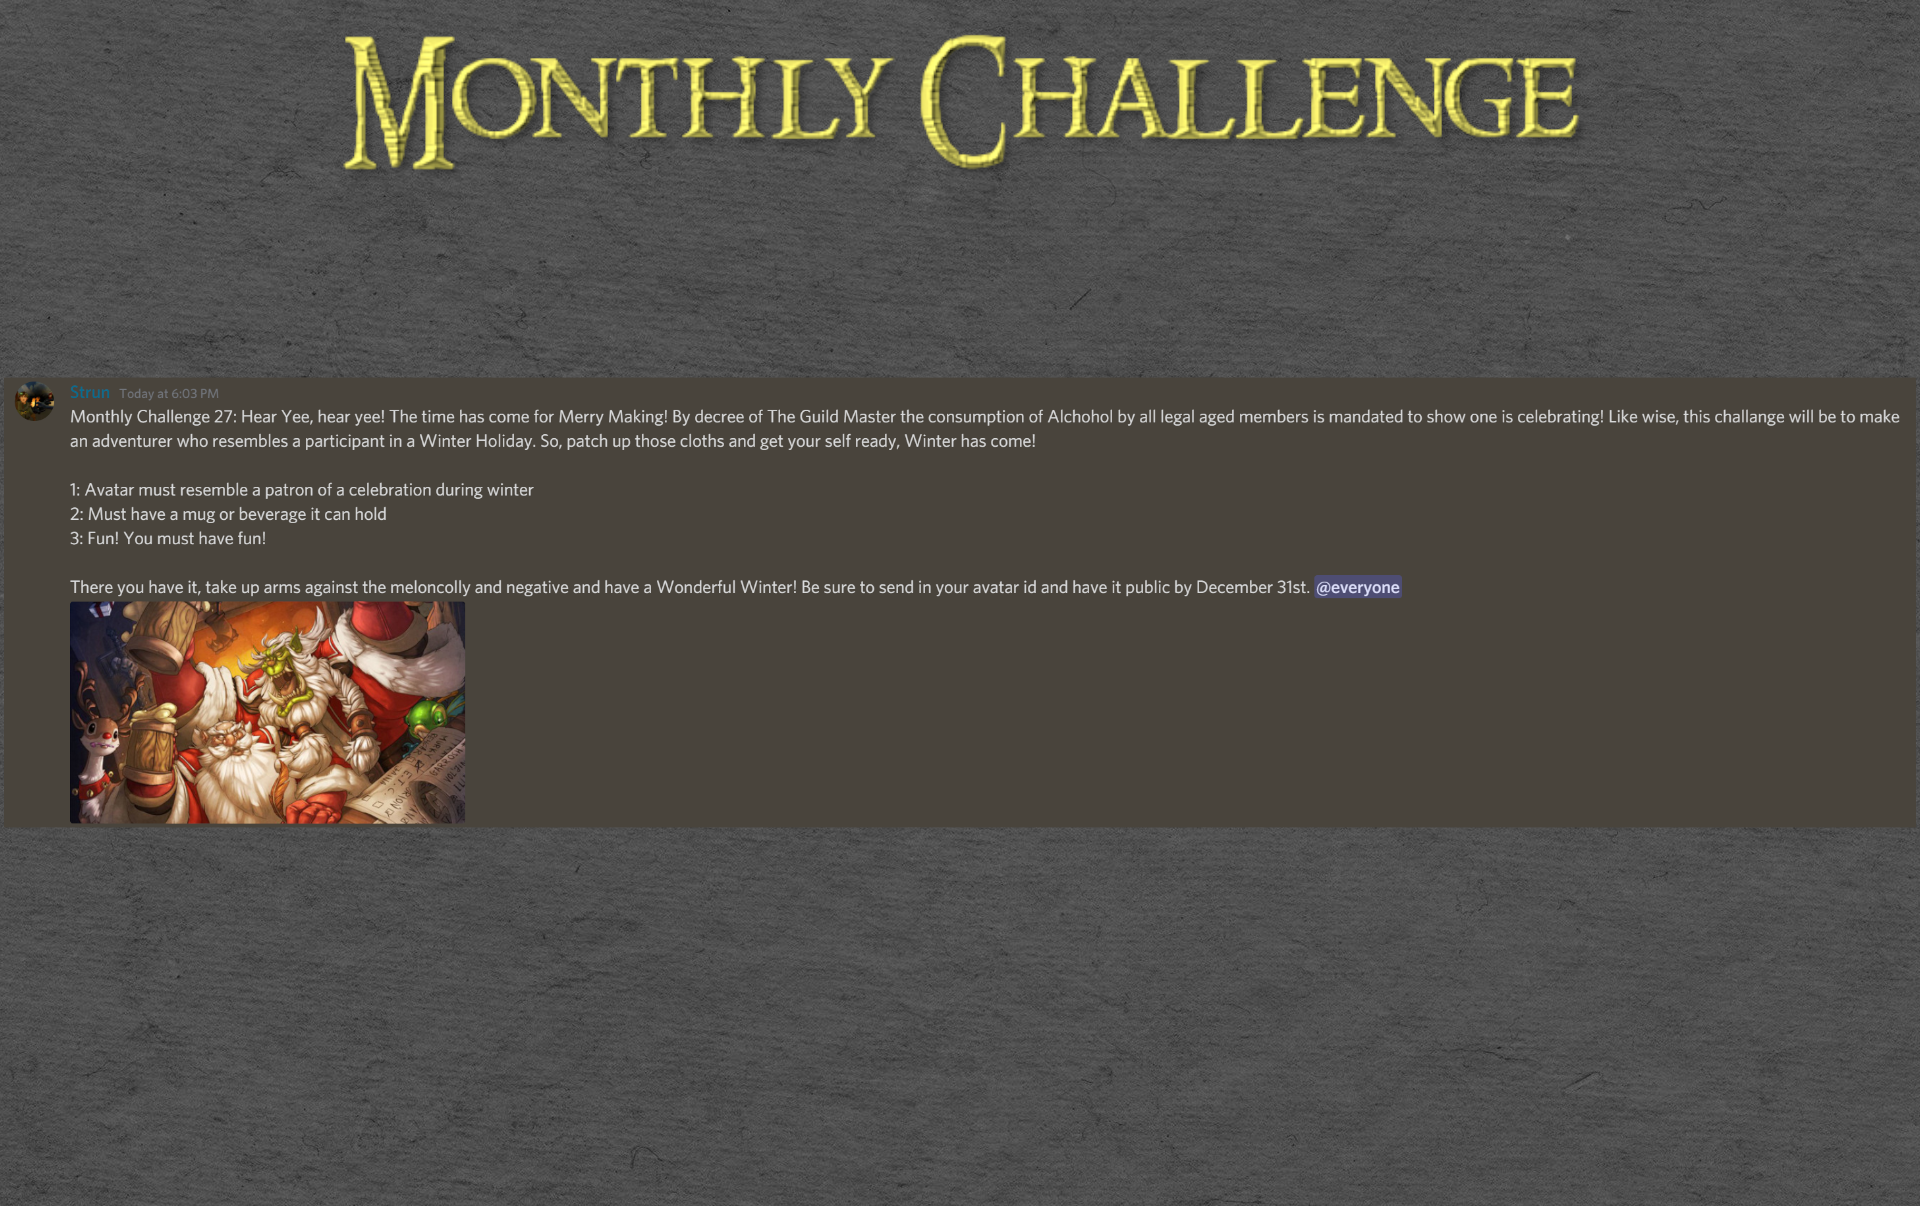 Monthly Challenge
Strun Today at 6:03 PM
Monthly Challenge 27: Hear Yee, hear yee! The time has come for Merry Making! By decree of The Guild Master the consumption of Alchohol by all legal aged members is mandated to show one is celebrating! Like wise, this challange will be to make
an adventurer who resembles a participant in a Winter Holiday. So, patch up those cloths and get your self ready, Winter has come!
1: Avatar must resemble a patron of a celebration during winter
2: Must have a mug or beverage it can hold
3: Fun! You must have fun!
There you have it, take up arms against the meloncolly and negative and have a Wonderful Winter! Be sure to send in your avatar id and have it public by December 31st. @everyone